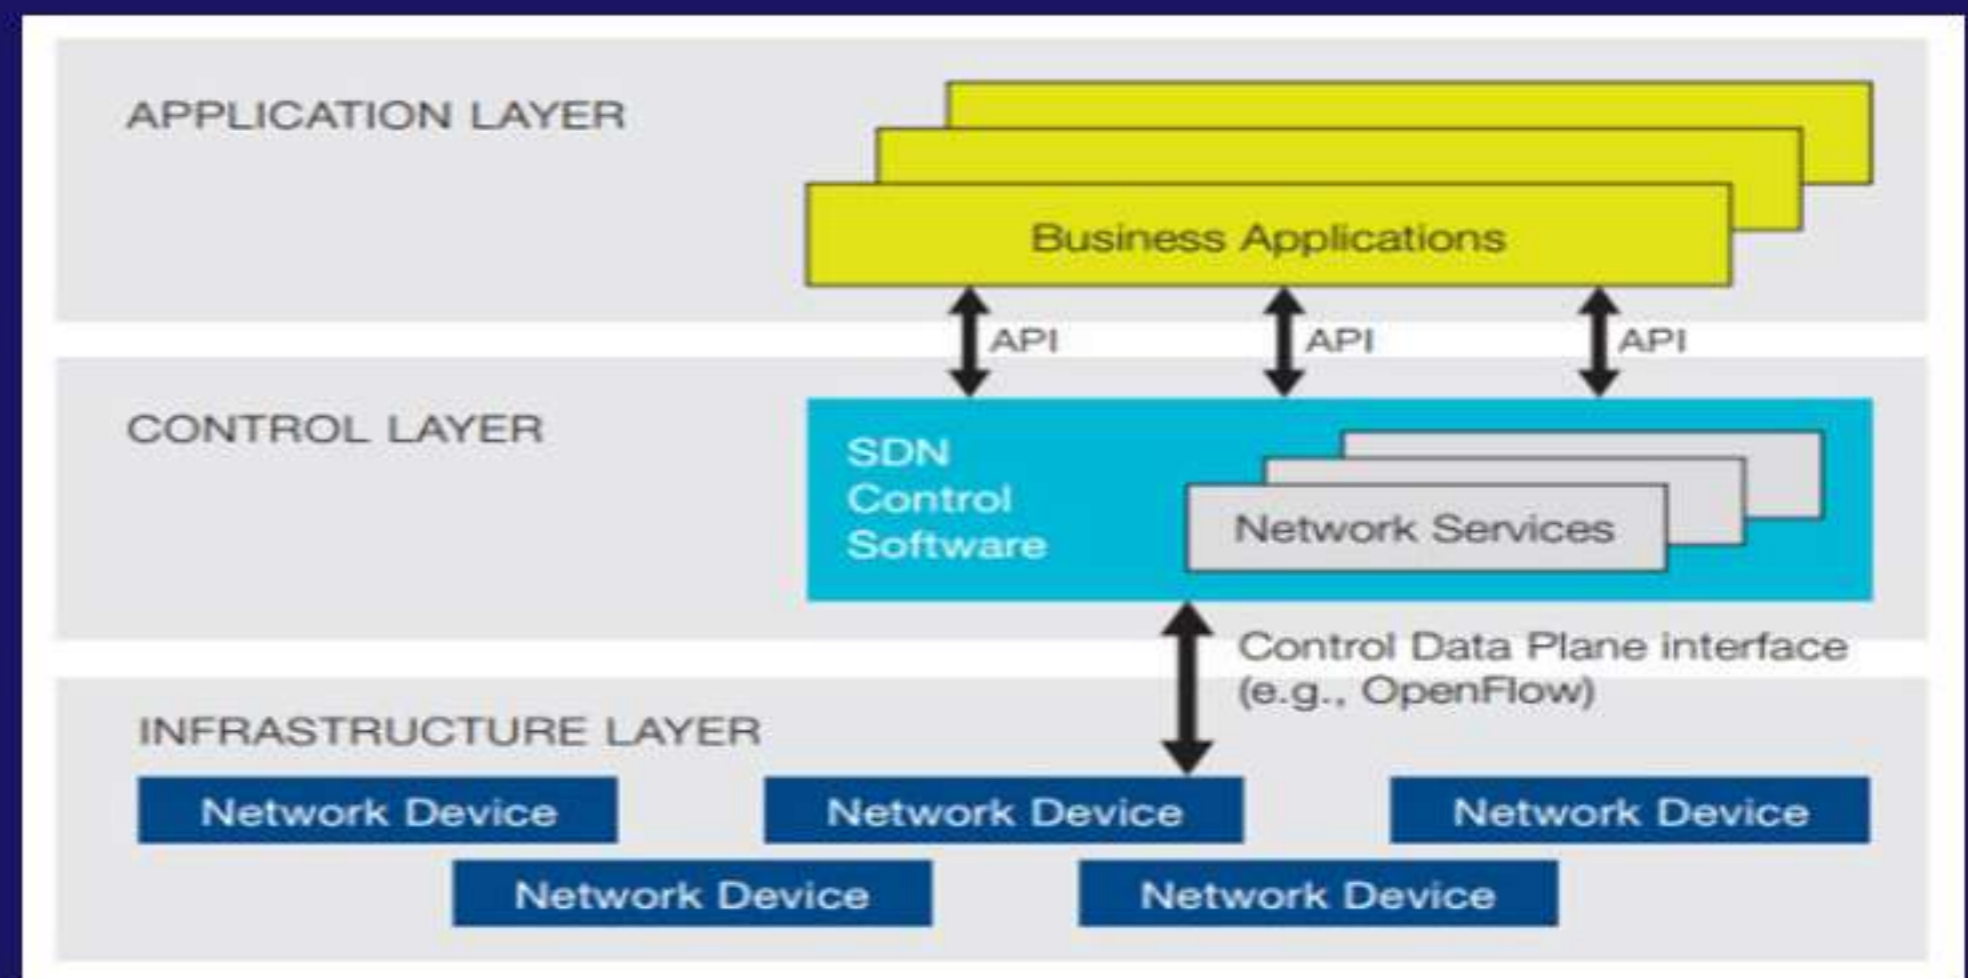 APPLICATION LAYER
Business Applications
API
API
API
CONTROL LAYER
SDN
Control
Software
Network Services
Control Data Plane interface
(e.g., OpenFlow)
INFRASTRUCTURE LAYER
Network Device
Network Device
Network Device
Network Device
Network Device